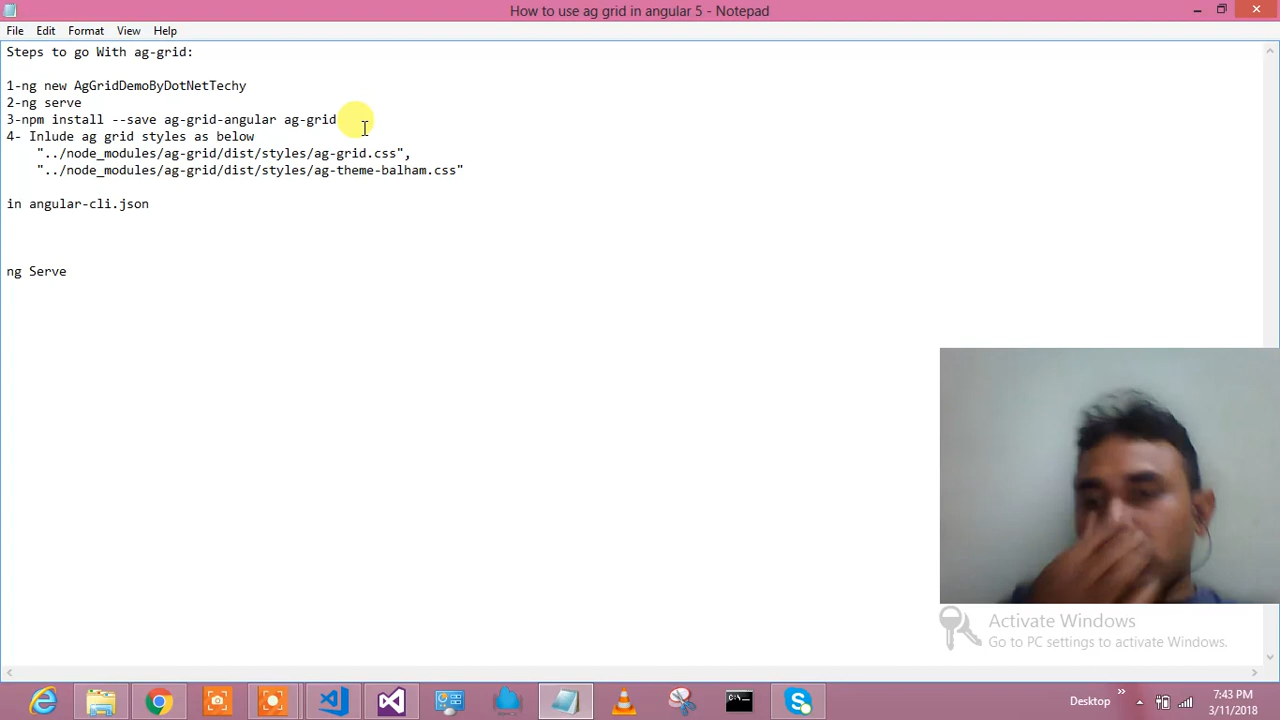 How to use ag grid in angular 5 - Notepad
File Edit Format View Help
Steps to go With ag-grid:
1-ng new AgGridDemoByDotNetTechy
2-ng serve
3-npm install --save ag-grid-angular ag-grid
4- Inlude ag grid styles as below
"../node_modules/ag-grid/dist/styles/ag-grid.css",
"../node_modules/ag-grid/dist/styles/ag-theme-balham.css"
in angular-cli.json
ng Serve
Activate Windows
Go to PC settings to activate Windows.
Desktop
7:43 PM
3/11/2018